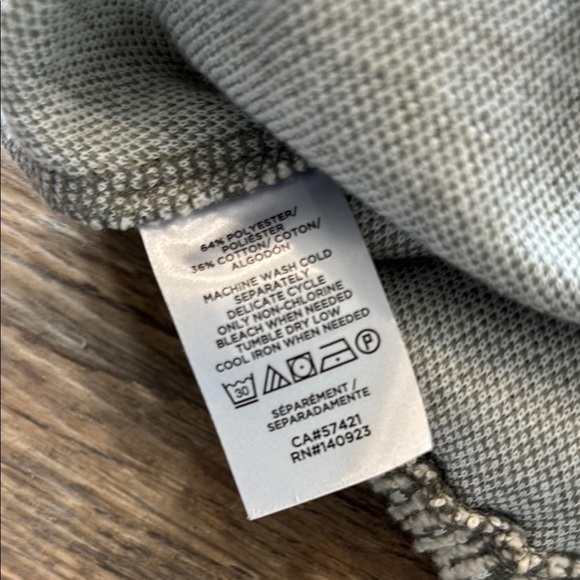 64% POLYESTER/
POLIÉSTER
36% COTTON/ COTON/
ALGODÓN
MACHINE WASH COLD
SEPARATELY
DELICATE CYCLE
ONLY NON-CHLORINE
BLEACH WHEN NEEDED
TUMBLE DRY LOW
COOL IRON WHEN NEEDED
30 P
SÉPARÉMENT /
SEPARADAMENTE
CA#57421
RN#140923